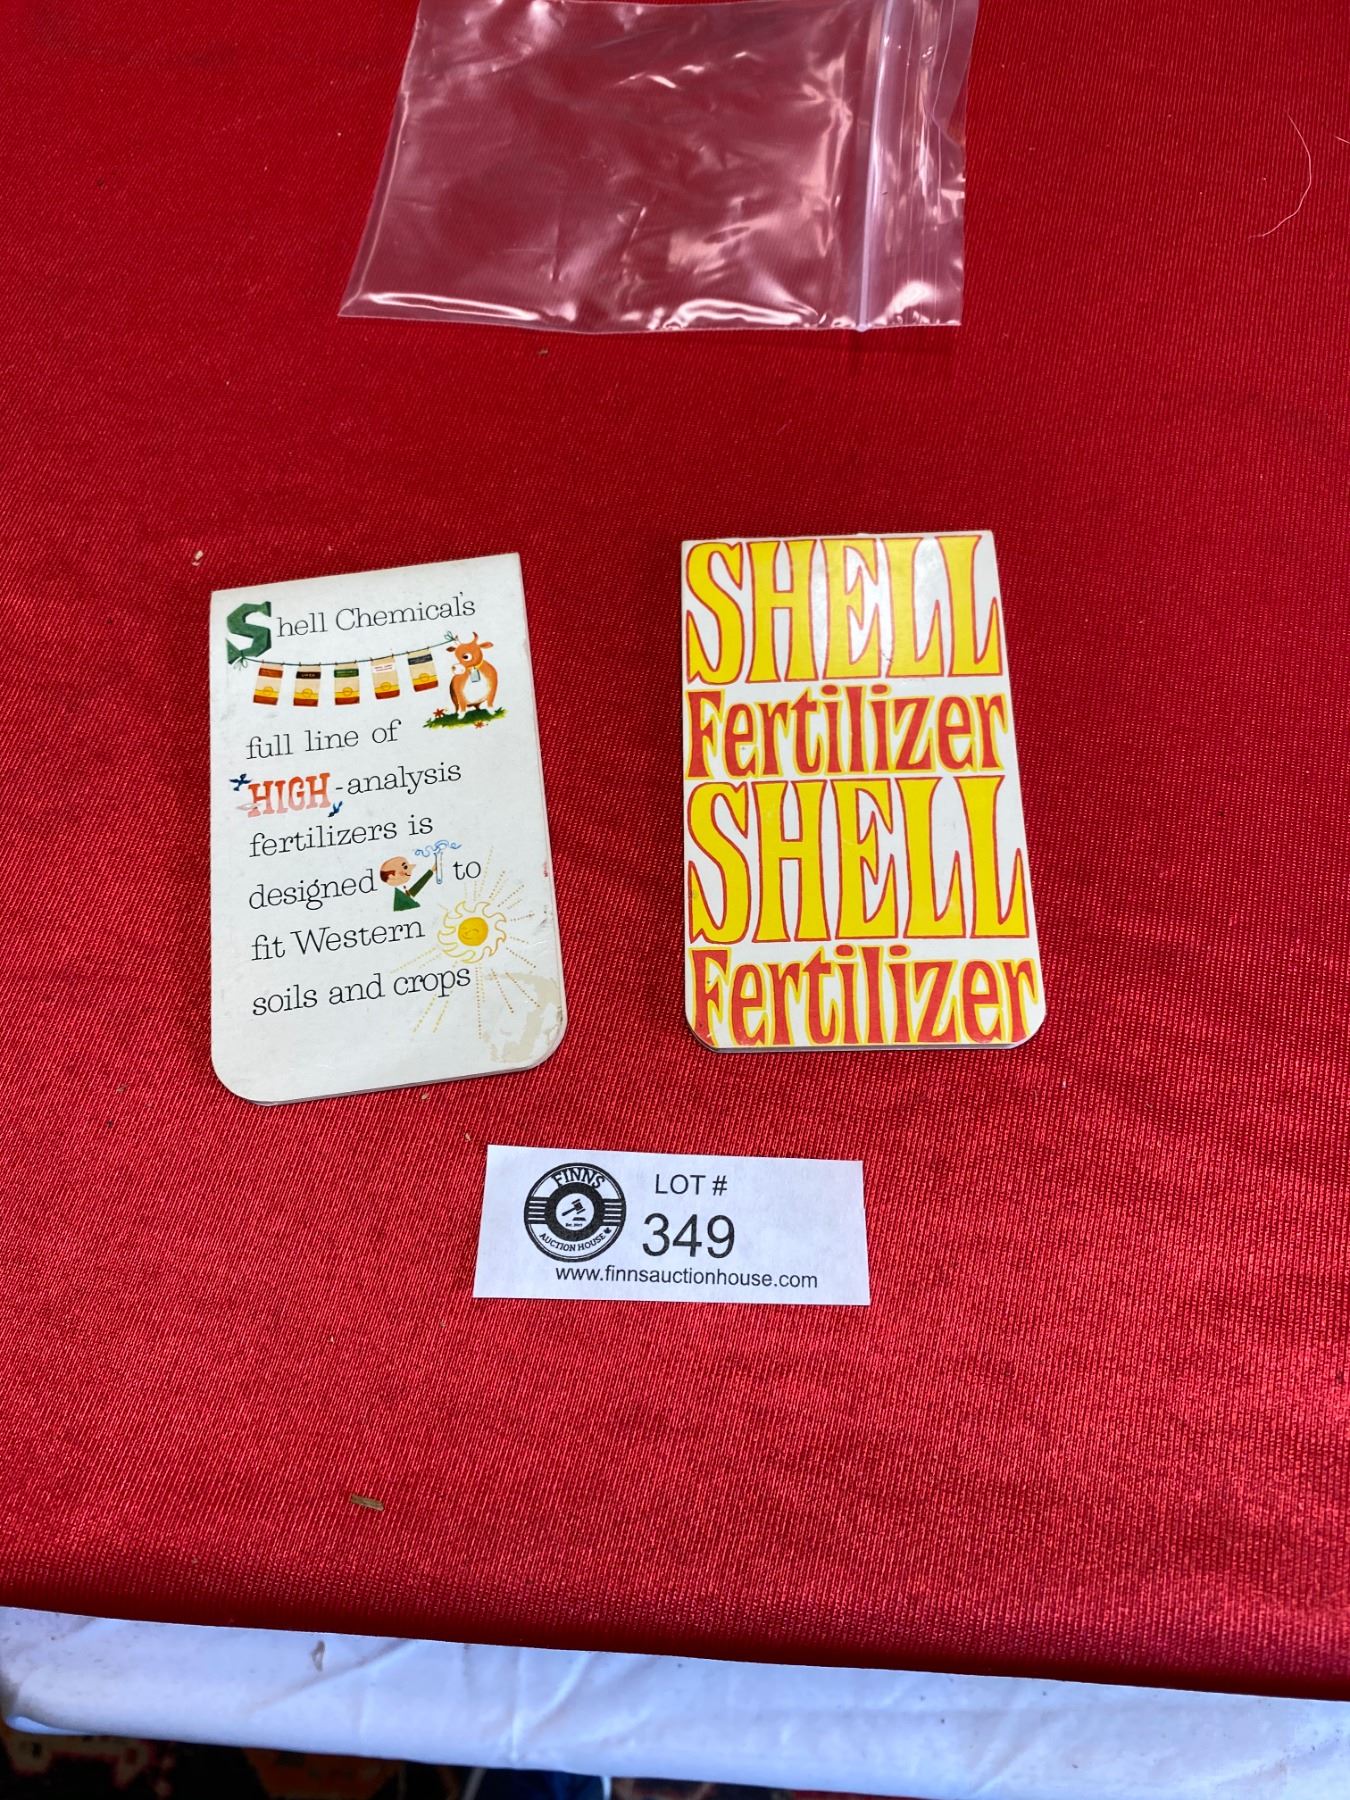 Shell Chemical's
full line of
HIGH-analysis
fertilizers is
designed to
fit Western
soils and crops
SHELL
Fertilizer
SHELL
Fertilizer
FINNS
AUCTION HOUSE
LOT #
349
www.finnsauctionhouse.com